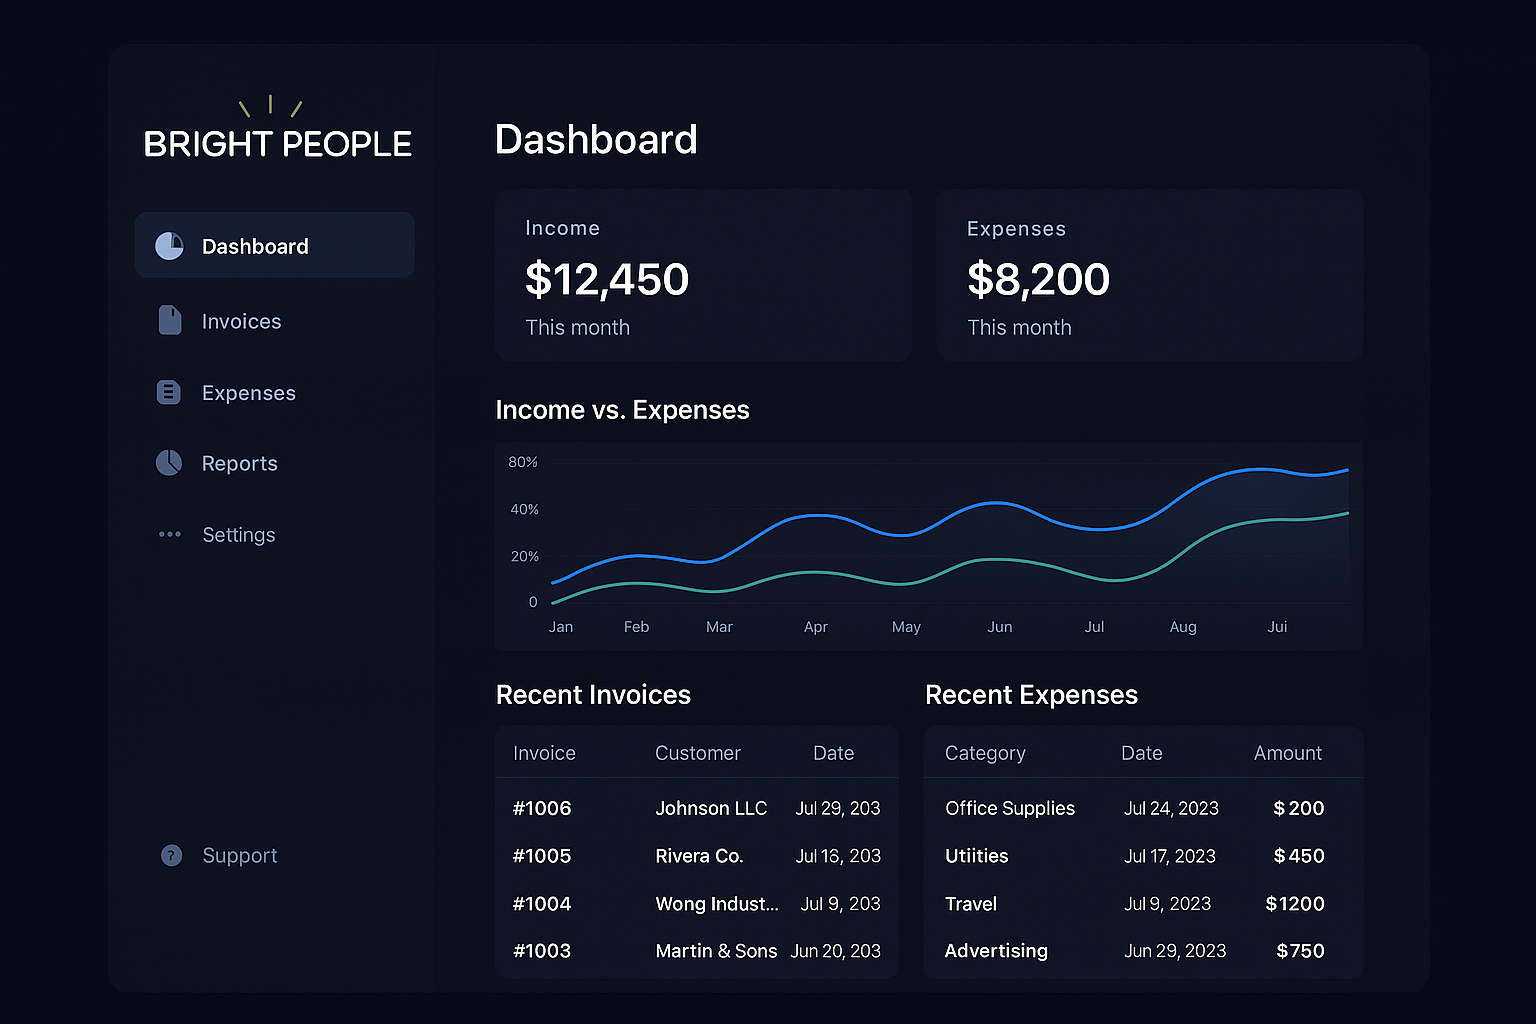 BRIGHT PEOPLE
Dashboard
Invoices
Expenses
Reports
Settings
Support
Dashboard
Income
$12,450
This month
Expenses
$8,200
This month
Income vs. Expenses
80%
40%
20%
0
Jan Feb Mar Apr May Jun Jul Aug Jui
Recent Invoices
Invoice Customer Date
#1006 Johnson LLC Jul 29, 203
#1005 Rivera Co. Jul 16, 203
#1004 Wong Indust... Jul 9, 203
#1003 Martin & Sons Jun 20, 203
Recent Expenses
Category Date Amount
Office Supplies Jul 24, 2023 $200
Utiities Jul 17, 2023 $450
Travel Jul 9, 2023 $1200
Advertising Jun 29, 2023 $750